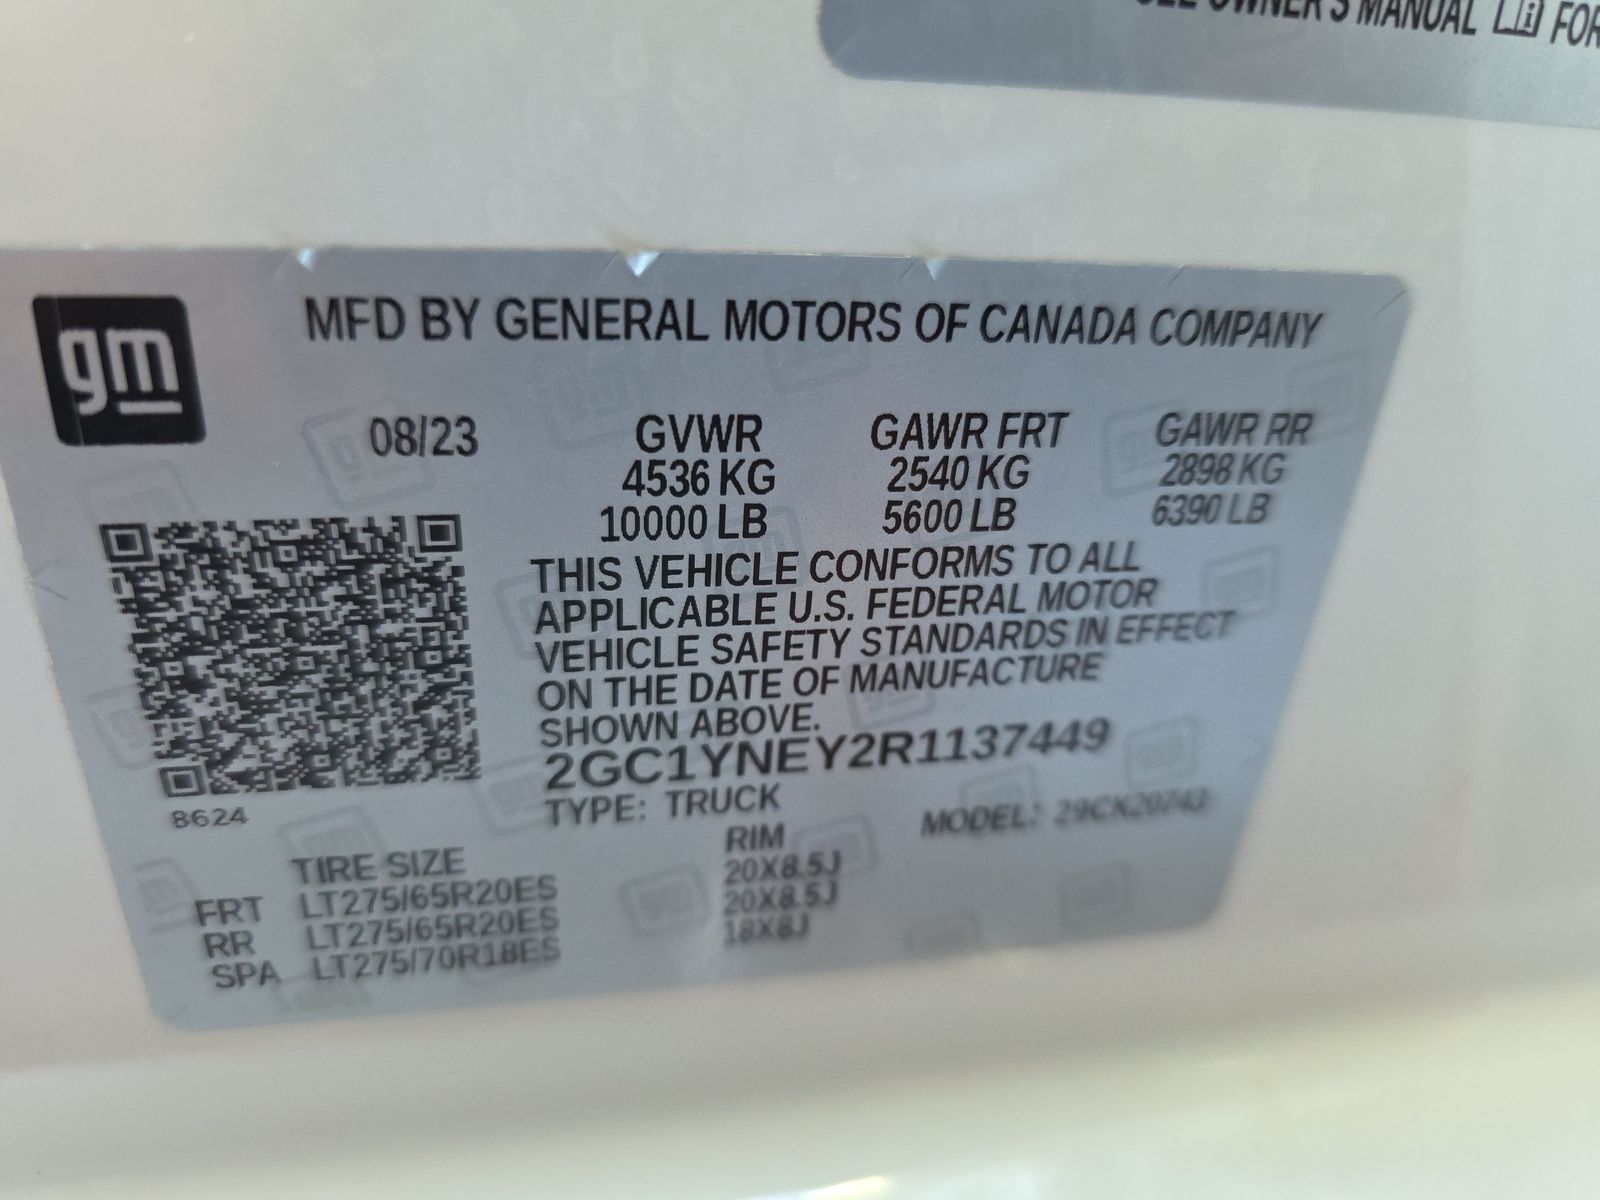 OWNER'S MANUAL FOR
gm
MFD BY GENERAL MOTORS OF CANADA COMPANY
08/23 GVWR GAWR FRT GAWR RR
4536 KG 2540 KG 2898 KG
10000 LB 5600 LB 6390 LB
THIS VEHICLE CONFORMS TO ALL
APPLICABLE U.S. FEDERAL MOTOR
VEHICLE SAFETY STANDARDS IN EFFECT
ON THE DATE OF MANUFACTURE
SHOWN ABOVE.
2GC1YNEY2R1137449
8624
TYPE: TRUCK MODEL:
TIRE SIZE RIM
FRT LT275/65R20ES 20X8.5J
RR LT275/65R20ES 20X8.5J
SPA LT275/70R18ES 18X8J